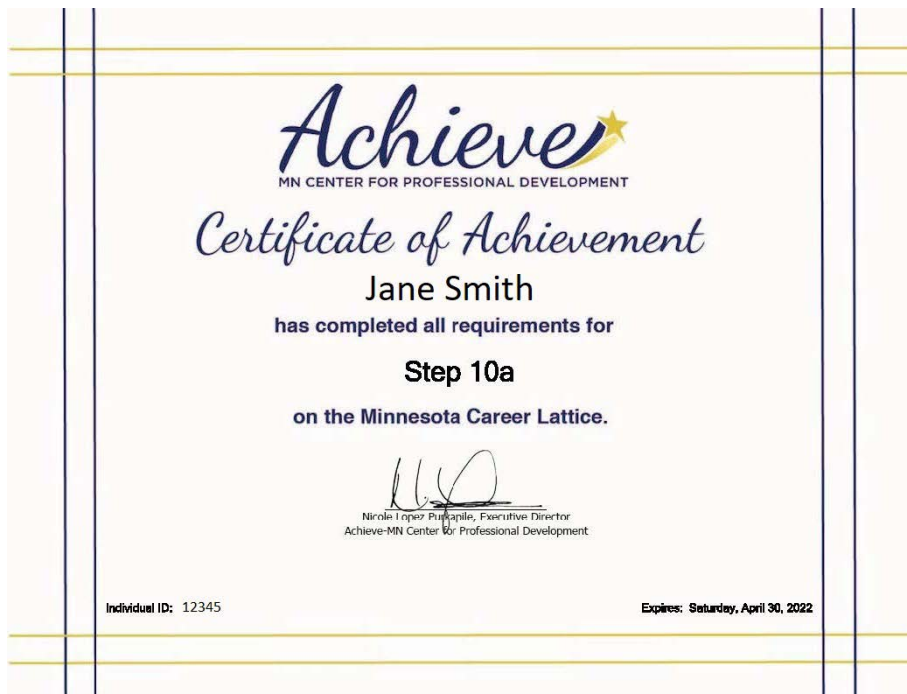 Achieve
MN CENTER FOR PROFESSIONAL DEVELOPMENT
Certificate of Achievement
Jane Smith
has completed all requirements for
Step 10a
on the Minnesota Career Lattice.
Nicole Lopez Purkapile, Executive Director
Achieve-MN Center for Professional Development
Individual ID: 12345
Expires: Saturday, April 30, 2022